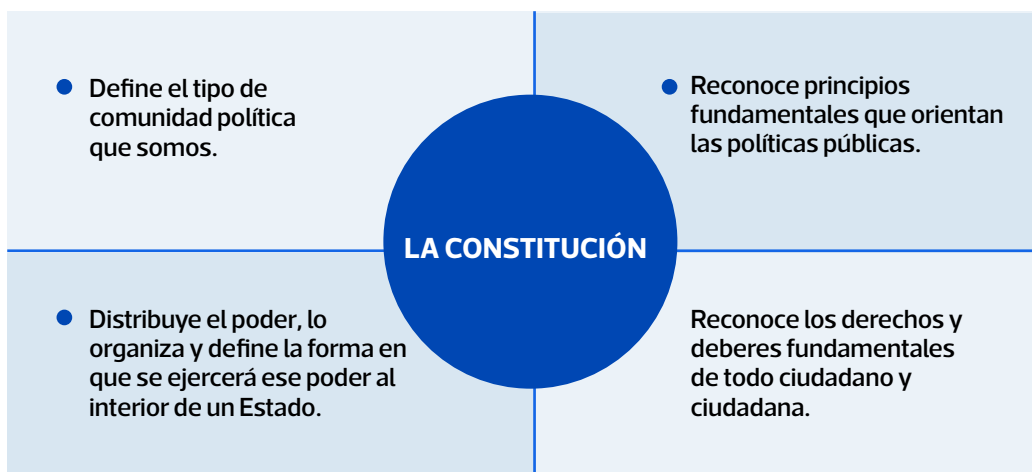 ● Define el tipo de
comunidad política
que somos.
● Reconoce principios
fundamentales que orientan
las políticas públicas.
LA CONSTITUCIÓN
● Distribuye el poder, lo
organiza y define la forma en
que se ejercerá ese poder al
interior de un Estado.
Reconoce los derechos y
deberes fundamentales
de todo ciudadano y
ciudadana.